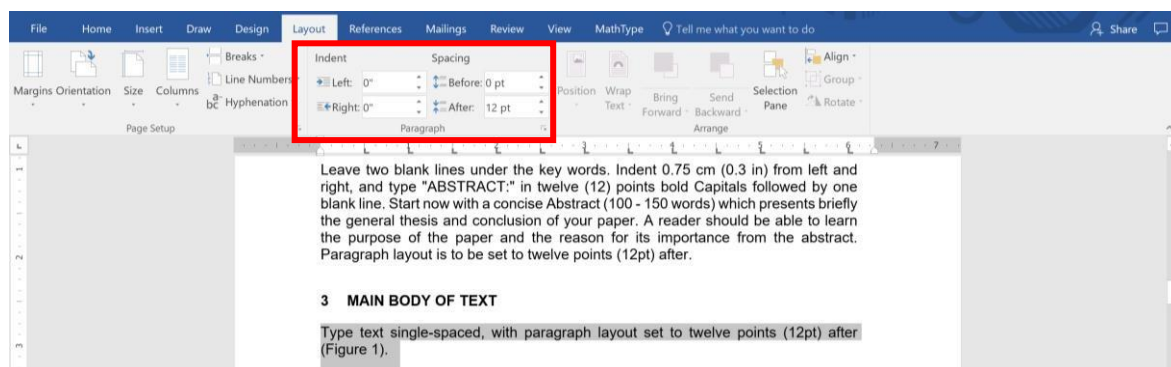 File Home Insert Draw Design Layout References Mailings Review View MathType Tell me what you want to do Share
Margins Orientation Size Columns Breaks Line Numbers Hyphenation
Page Setup
Indent Spacing
Left: 0" Before: 0 pt
Right: 0" After: 12 pt
Paragraph
Position Wrap Text Bring Forward Send Backward Selection Pane Align Group Rotate
Arrange
1 2 3 4 5 6 7
Leave two blank lines under the key words. Indent 0.75 cm (0.3 in) from left and
right, and type "ABSTRACT:" in twelve (12) points bold Capitals followed by one
blank line. Start now with a concise Abstract (100 - 150 words) which presents briefly
the general thesis and conclusion of your paper. A reader should be able to learn
the purpose of the paper and the reason for its importance from the abstract.
Paragraph layout is to be set to twelve points (12pt) after.
3 MAIN BODY OF TEXT
Type text single-spaced, with paragraph layout set to twelve points (12pt) after
(Figure 1).